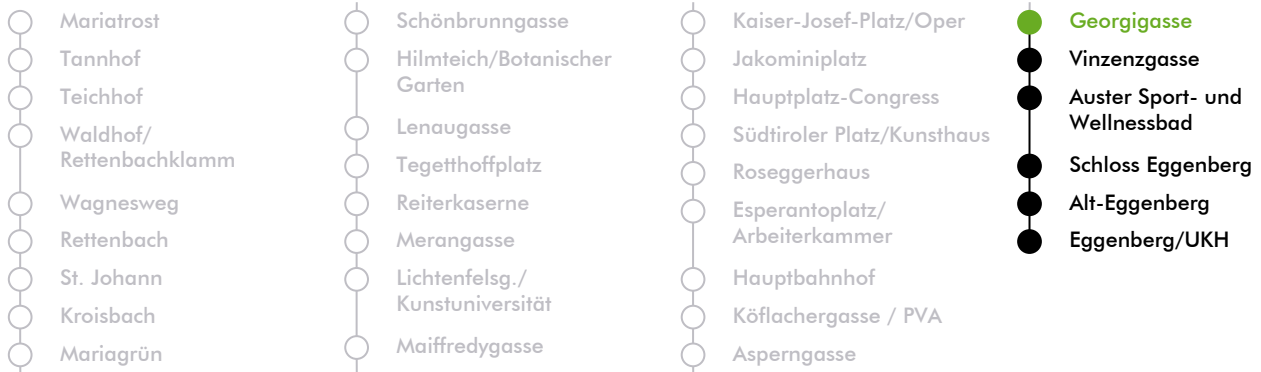 Mariatrost
Tannhof
Teichhof
Waldhof/
Rettenbachklamm
Wagnesweg
Rettenbach
St. Johann
Kroisbach
Mariagrün
Schönbrunngasse
Hilmteich/Botanischer
Garten
Lenaugasse
Tegetthoffplatz
Reiterkaserne
Merangasse
Lichtenfelsg./
Kunstuniversität
Maiffredygasse
Kaiser-Josef-Platz/Oper
Jakominiplatz
Hauptplatz-Congress
Südtiroler Platz/Kunsthaus
Roseggerhaus
Esperantoplatz/
Arbeiterkammer
Hauptbahnhof
Köflachergasse / PVA
Asperngasse
Georgigasse
Vinzenzgasse
Auster Sport- und
Wellnessbad
Schloss Eggenberg
Alt-Eggenberg
Eggenberg/UKH